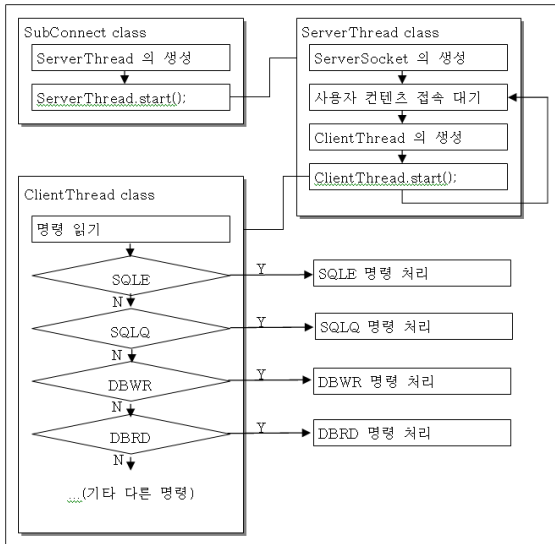 SubConnect class
ServerThread 의 생성
ServerThread.start();
ServerThread class
ServerSocket 의 생성
사용자 컨텐츠 접속 대기
ClientThread 의 생성
ClientThread.start();
ClientThread class
명령 읽기
SQLE
Y
SQLE 명령 처리
N
SQLQ
Y
SQLQ 명령 처리
N
DBWR
Y
DBWR 명령 처리
N
DBRD
Y
DBRD 명령 처리
N
...(기타 다른 명령)